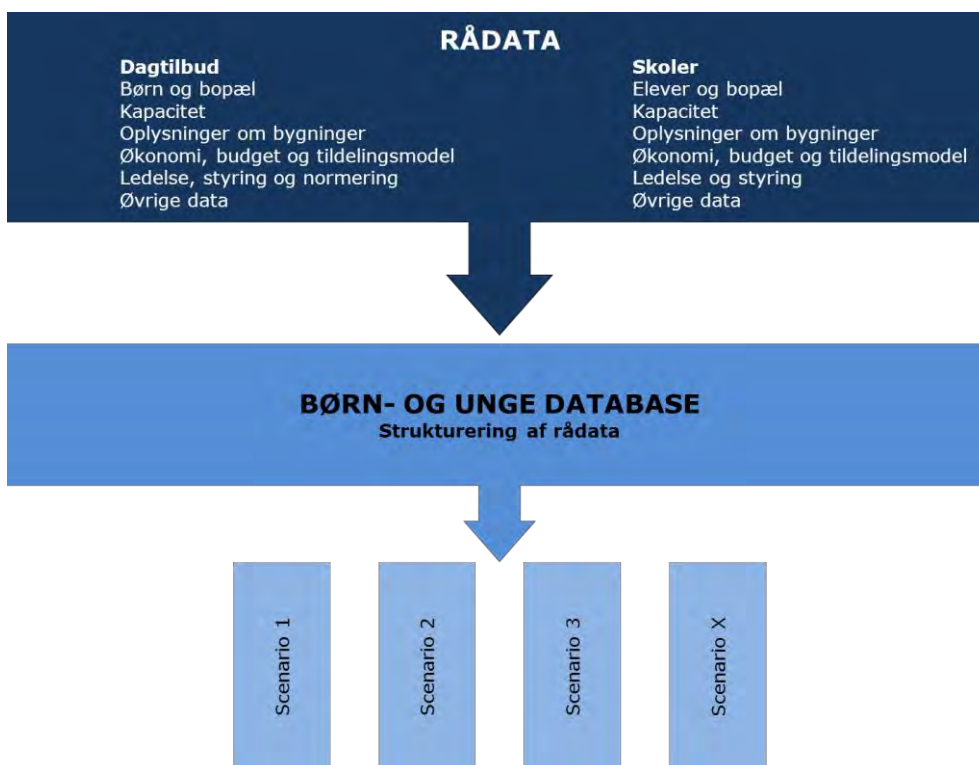 RÅDATA
Dagtilbud
Børn og bopæl
Kapacitet
Oplysninger om bygninger
Økonomi, budget og tildelingsmodel
Ledelse, styring og normering
Øvrige data
Skoler
Elever og bopæl
Kapacitet
Oplysninger om bygninger
Økonomi, budget og tildelingsmodel
Ledelse og styring
Øvrige data
BØRN- OG UNGE DATABASE
Strukturering af rådata
Scenario 1
Scenario 2
Scenario 3
Scenario X